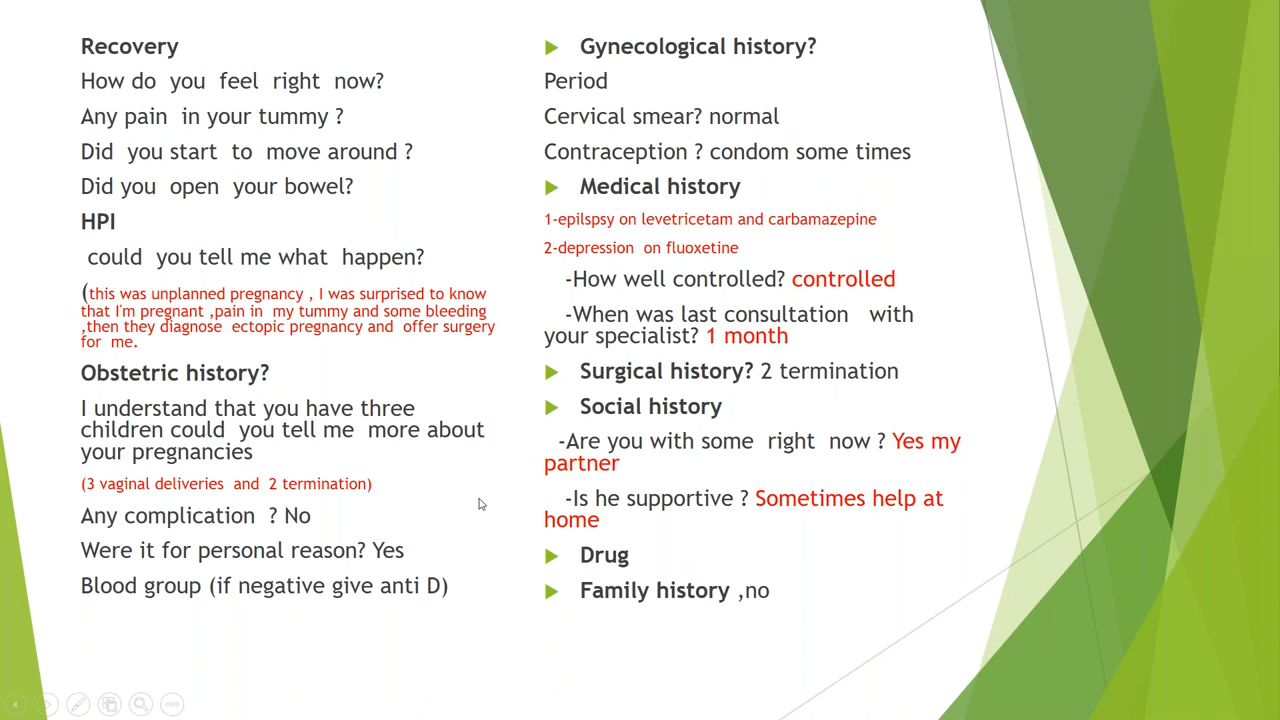 Recovery
How do you feel right now?
Any pain in your tummy ?
Did you start to move around ?
Did you open your bowel?
HPI
could you tell me what happen?
(this was unplanned pregnancy , I was surprised to know
that I'm pregnant ,pain in my tummy and some bleeding
,then they diagnose ectopic pregnancy and offer surgery
for me.
Obstetric history?
I understand that you have three
children could you tell me more about
your pregnancies
(3 vaginal deliveries and 2 termination)
Any complication ? No
Were it for personal reason? Yes
Blood group (if negative give anti D)
Gynecological history?
Period
Cervical smear? normal
Contraception ? condom some times
Medical history
1-epilspsy on levetricetam and carbamazepine
2-depression on fluoxetine
-How well controlled? controlled
-When was last consultation with
your specialist? 1 month
Surgical history? 2 termination
Social history
-Are you with some right now ? Yes my
partner
-Is he supportive ? Sometimes help at
home
Drug
Family history ,no